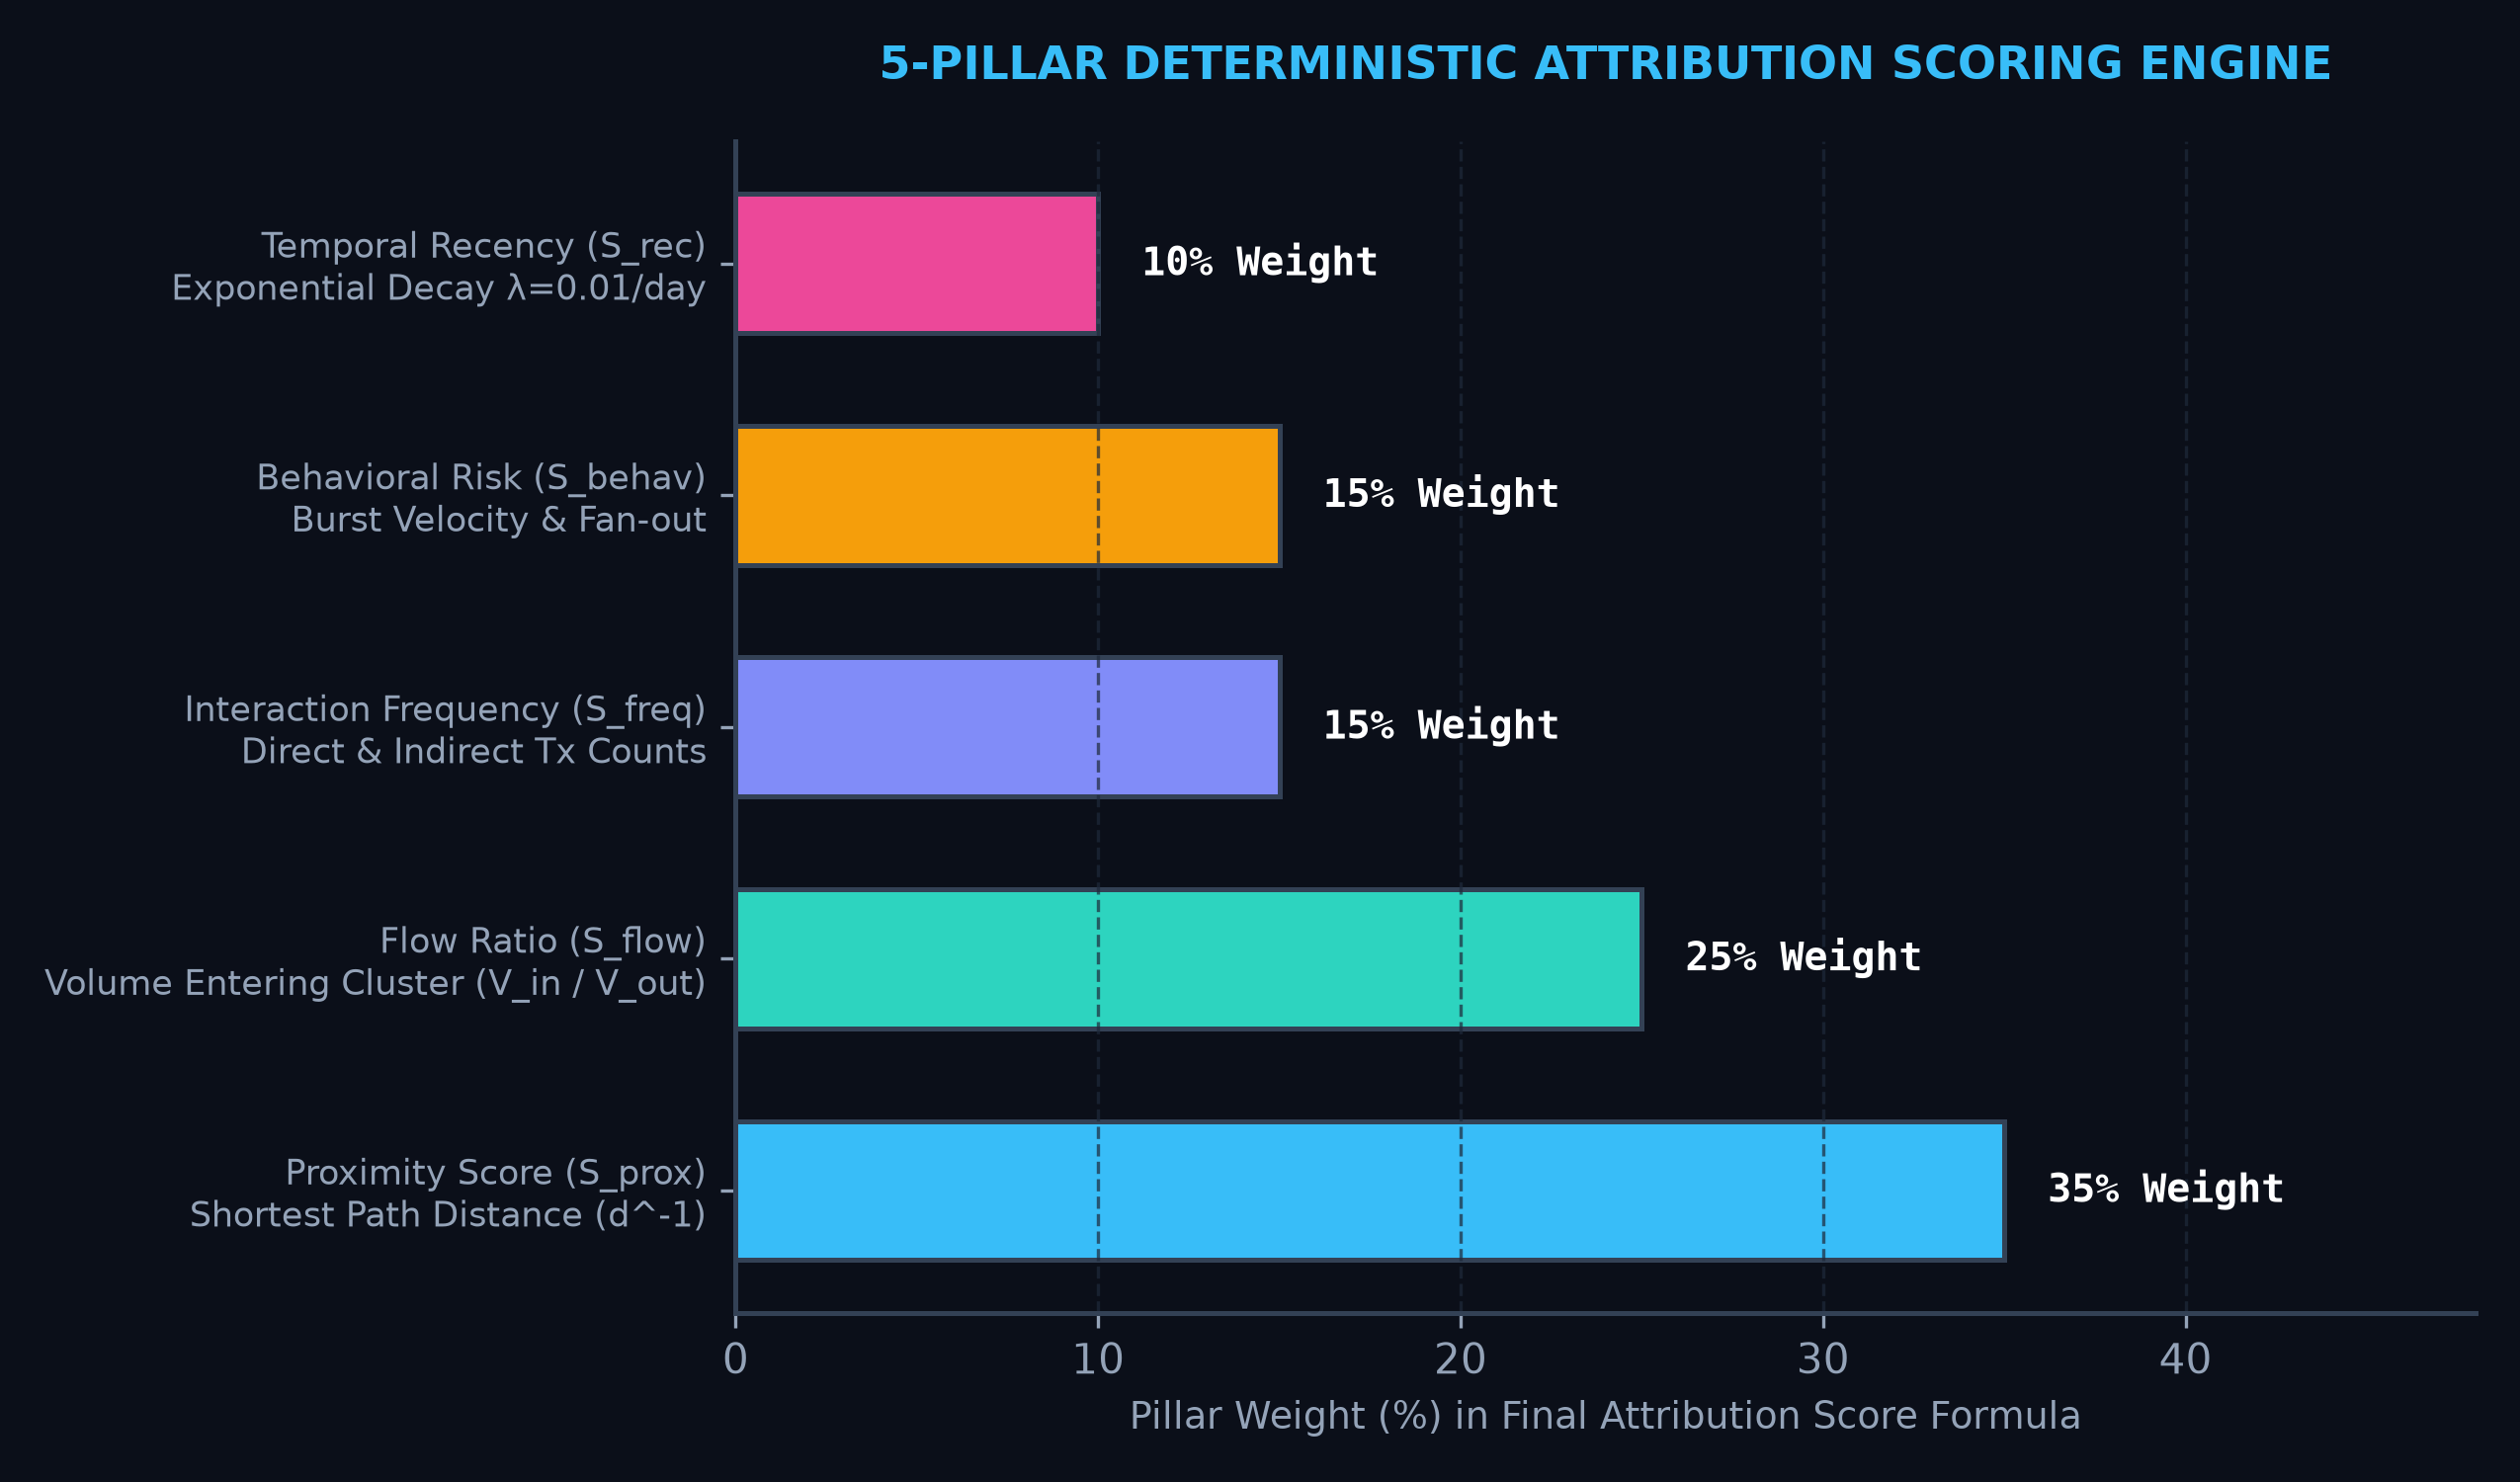 5-PILLAR DETERMINISTIC ATTRIBUTION SCORING ENGINE
Temporal Recency (S_rec)
Exponential Decay λ=0.01/day
10% Weight
Behavioral Risk (S_behav)
Burst Velocity & Fan-out
15% Weight
Interaction Frequency (S_freq)
Direct & Indirect Tx Counts
15% Weight
Flow Ratio (S_flow)
Volume Entering Cluster (V_in / V_out)
25% Weight
Proximity Score (S_prox)
Shortest Path Distance (d^-1)
35% Weight
0 10 20 30 40
Pillar Weight (%) in Final Attribution Score Formula